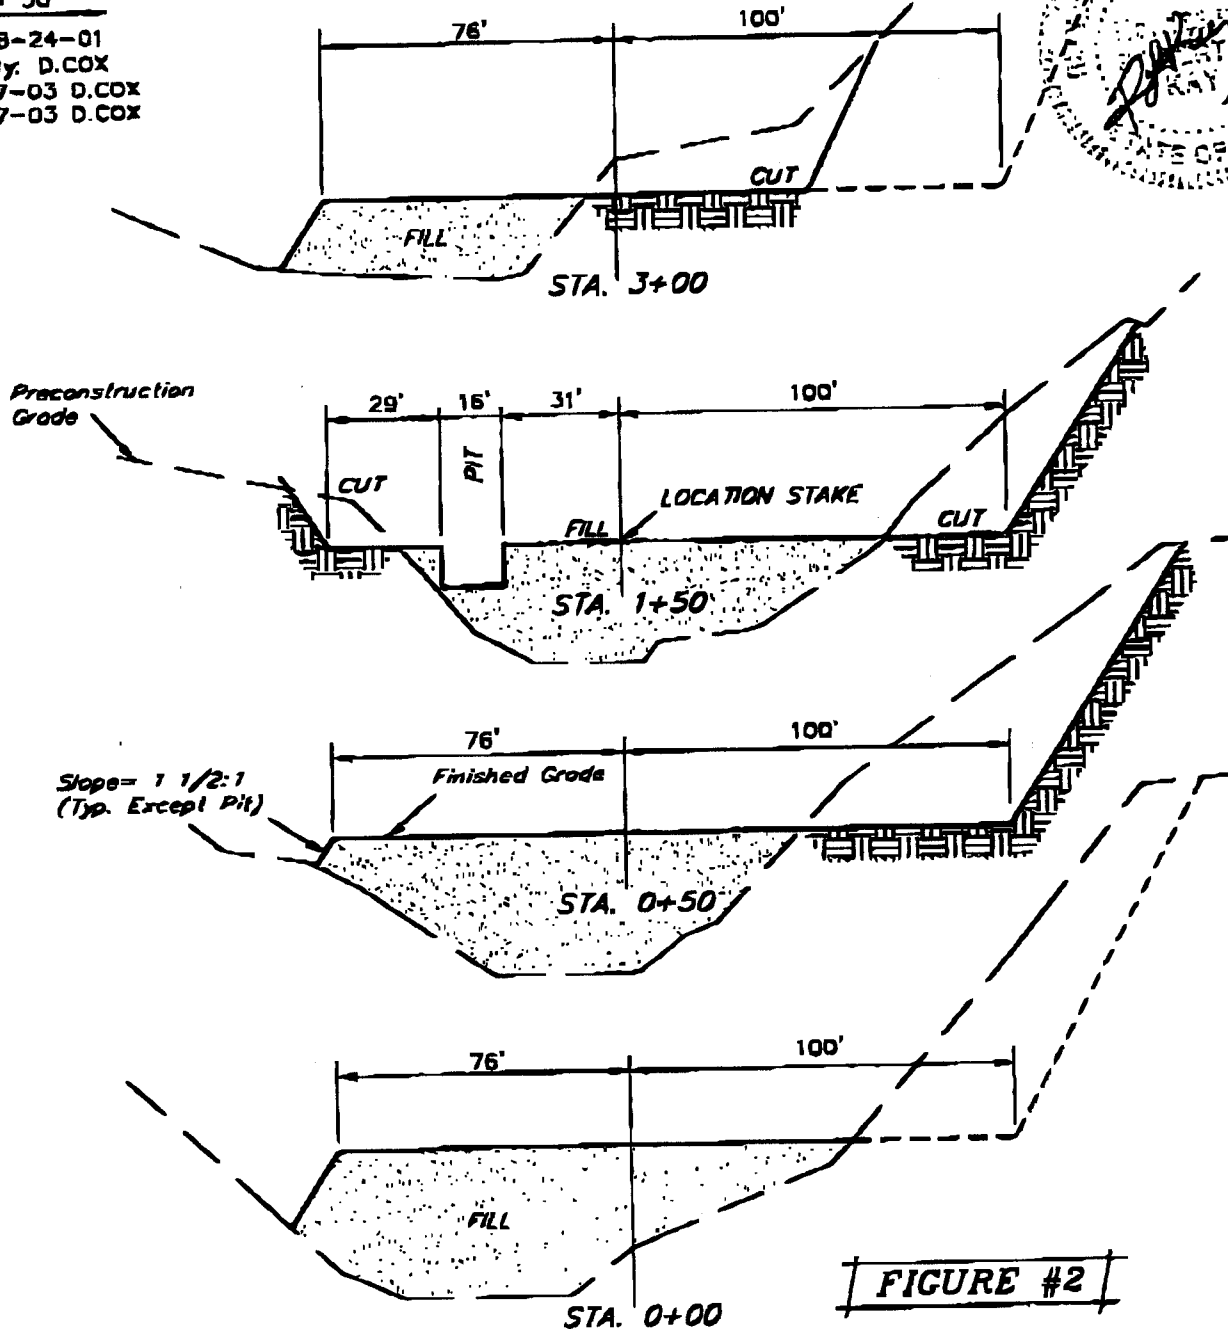 8-24-01
y: D.COX
7-03 D.COX
7-03 D.COX
76'
100'
CUT
FILL
STA. 3+00
Preconstruction
Grade
29'
16'
31'
100'
CUT
PIT
LOCATION STAKE
FILL
CUT
STA. 1+50
76'
100'
Slope= 1 1/2:1
(Typ. Except Pit)
Finished Grade
STA. 0+50
76'
100'
FILL
STA. 0+00
FIGURE #2